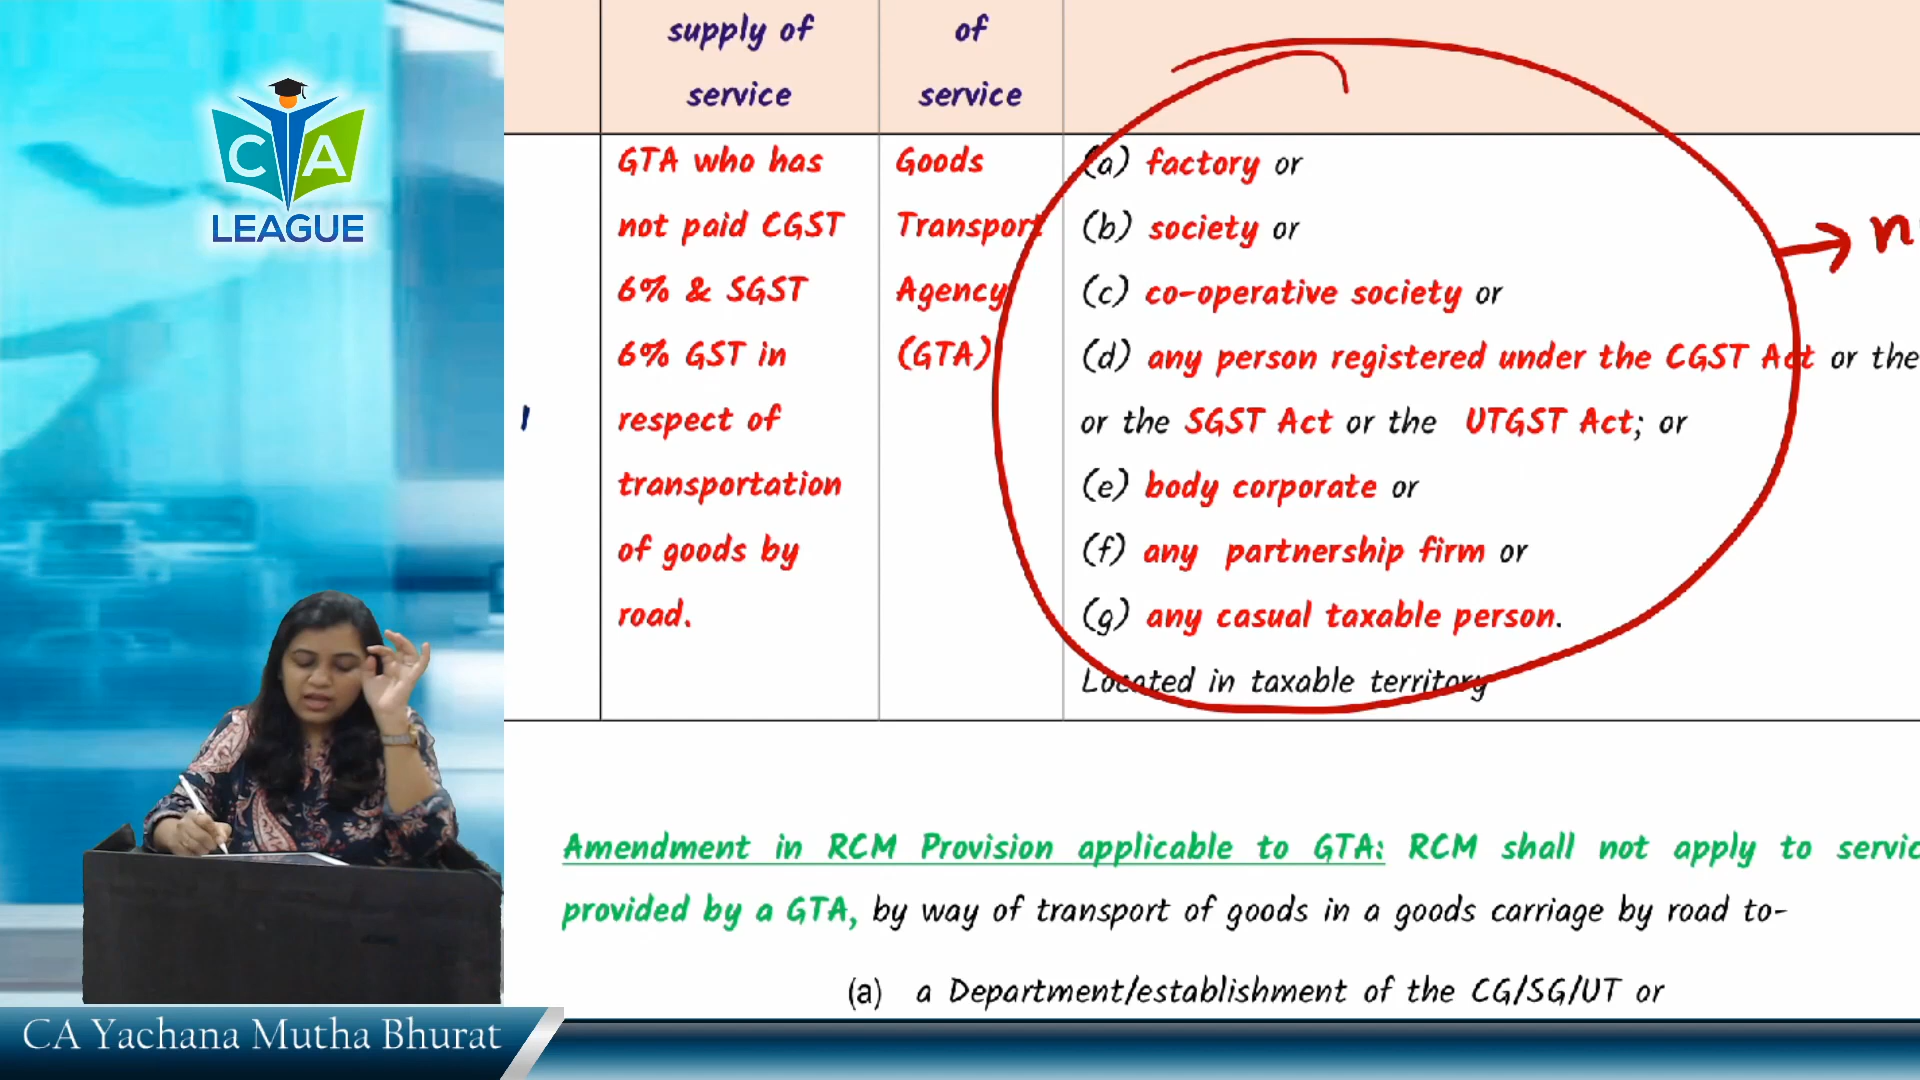 C A
LEAGUE
supply of
service
of
service
1
GTA who has
not paid CGST
6% & SGST
6% GST in
respect of
transportation
of goods by
road.
Goods
Transport
Agency
(GTA)
(a) factory or
(b) society or
(c) co-operative society or
(d) any person registered under the CGST Act or the
or the SGST Act or the UTGST Act; or
(e) body corporate or
(f) any partnership firm or
(g) any casual taxable person.
Located in taxable territory
Amendment in RCM Provision applicable to GTA: RCM shall not apply to
provided by a GTA, by way of transport of goods in a goods carriage by road to-
(a) a Department/establishment of the CG/SG/UT or
CA Yachana Mutha Bhurat